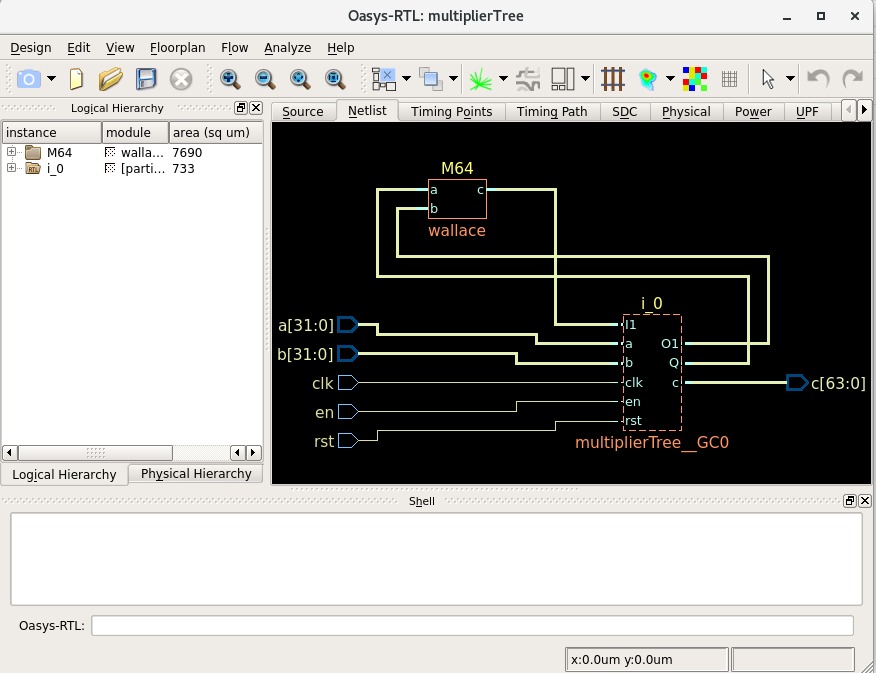 Oasys-RTL: multiplierTree
Design Edit View Floorplan Flow Analyze Help
Logical Hierarchy
instance module area (sq um)
M64 walla... 7690
RTL i_0 [parti... 733
Logical Hierarchy Physical Hierarchy
Source Netlist Timing Points Timing Path SDC Physical Power UPF
M64
a c
b
wallace
i_0
a[31:0] I1
a O1
b[31:0] b Q
clk clk c c[63:0]
en en
rst rst
multiplierTree__GC0
Shell
Oasys-RTL:
x:0.0um y:0.0um